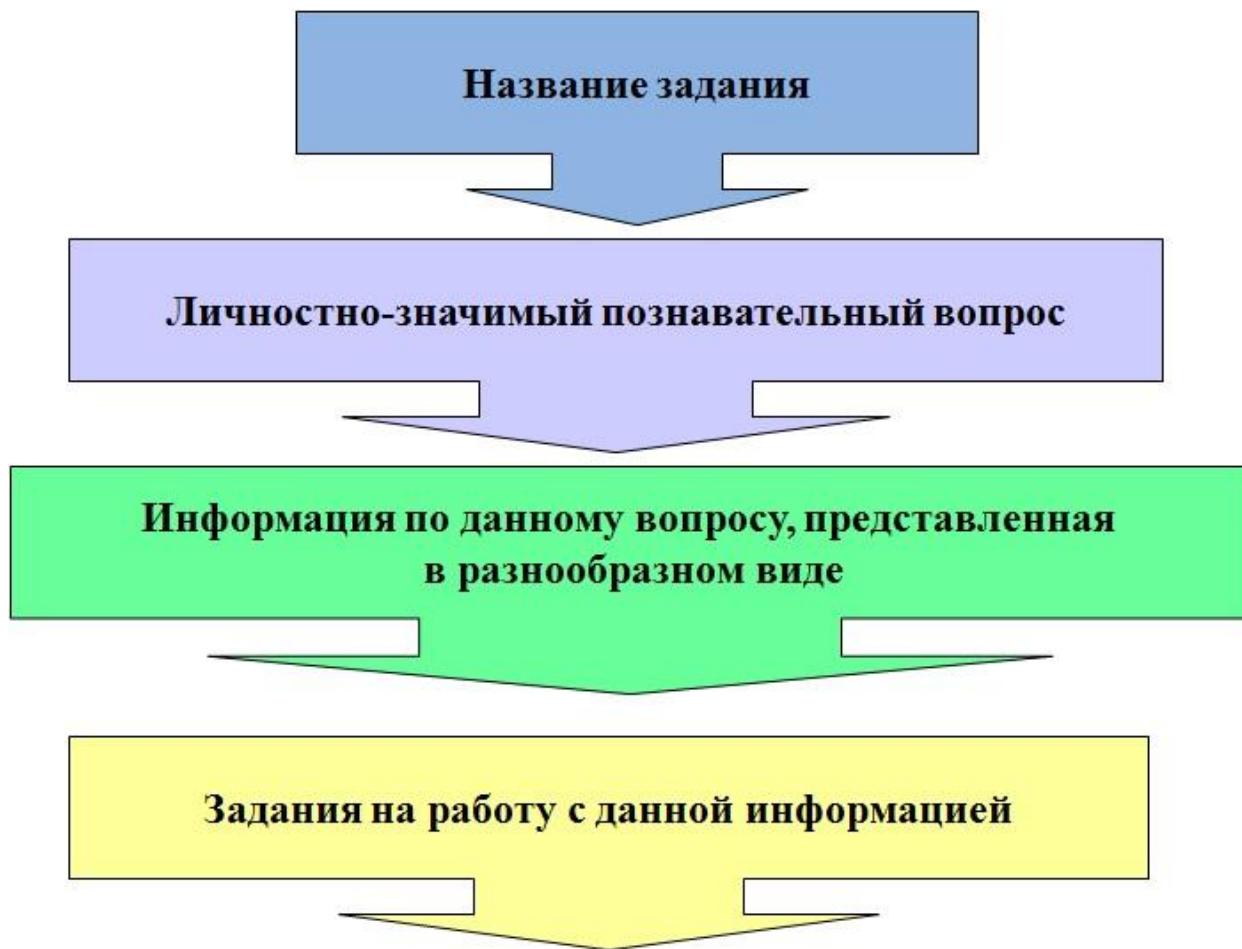 Название задания
Личностно-значимый познавательный вопрос
Информация по данному вопросу, представленная
в разнообразном виде
Задания на работу с данной информацией